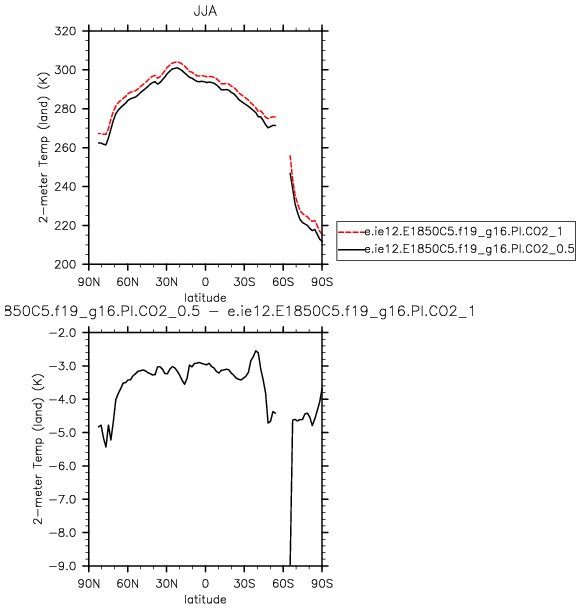 JJA
320
300
280
260
240
220
200
2-meter Temp (land) (K)
90N 60N 30N 0 30S 60S 90S
latitude
e.ie12.E1850C5.f19_g16.PI.CO2_1
e.ie12.E1850C5.f19_g16.PI.CO2_0.5
850C5.f19_g16.PI.CO2_0.5 - e.ie12.E1850C5.f19_g16.PI.CO2_1
-2.0
-3.0
-4.0
-5.0
-6.0
-7.0
-8.0
-9.0
2-meter Temp (land) (K)
90N 60N 30N 0 30S 60S 90S
latitude